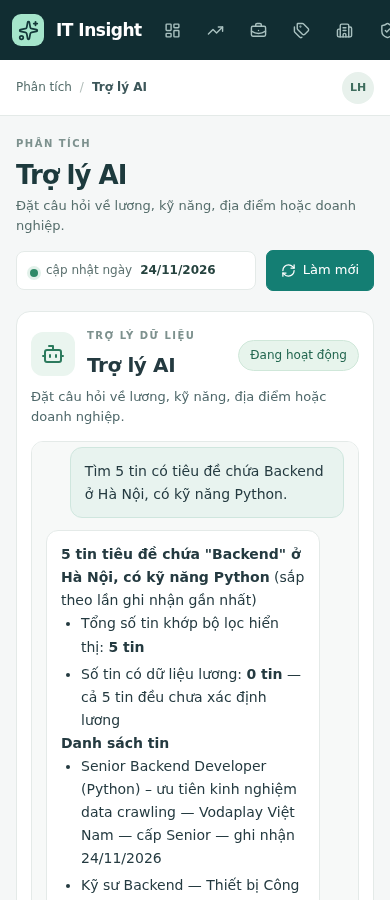 IT Insight
Phân tích / Trợ lý AI
LH
PHÂN TÍCH
Trợ lý AI
Đặt câu hỏi về lương, kỹ năng, địa điểm hoặc doanh
nghiệp.
cập nhật ngày 24/11/2026
Làm mới
TRỢ LÝ DỮ LIỆU
Trợ lý AI
Đang hoạt động
Đặt câu hỏi về lương, kỹ năng, địa điểm hoặc
doanh nghiệp.
Tìm 5 tin có tiêu đề chứa Backend
ở Hà Nội, có kỹ năng Python.
5 tin tiêu đề chứa "Backend" ở
Hà Nội, có kỹ năng Python (sắp
theo lần ghi nhận gần nhất)
• Tổng số tin khớp bộ lọc hiển
thị: 5 tin
• Số tin có dữ liệu lương: 0 tin —
cả 5 tin đều chưa xác định
lương
Danh sách tin
• Senior Backend Developer
(Python) – ưu tiên kinh nghiệm
data crawling — Vodaplay Việt
Nam — cấp Senior — ghi nhận
24/11/2026
• Kỹ sư Backend — Thiết bị Công